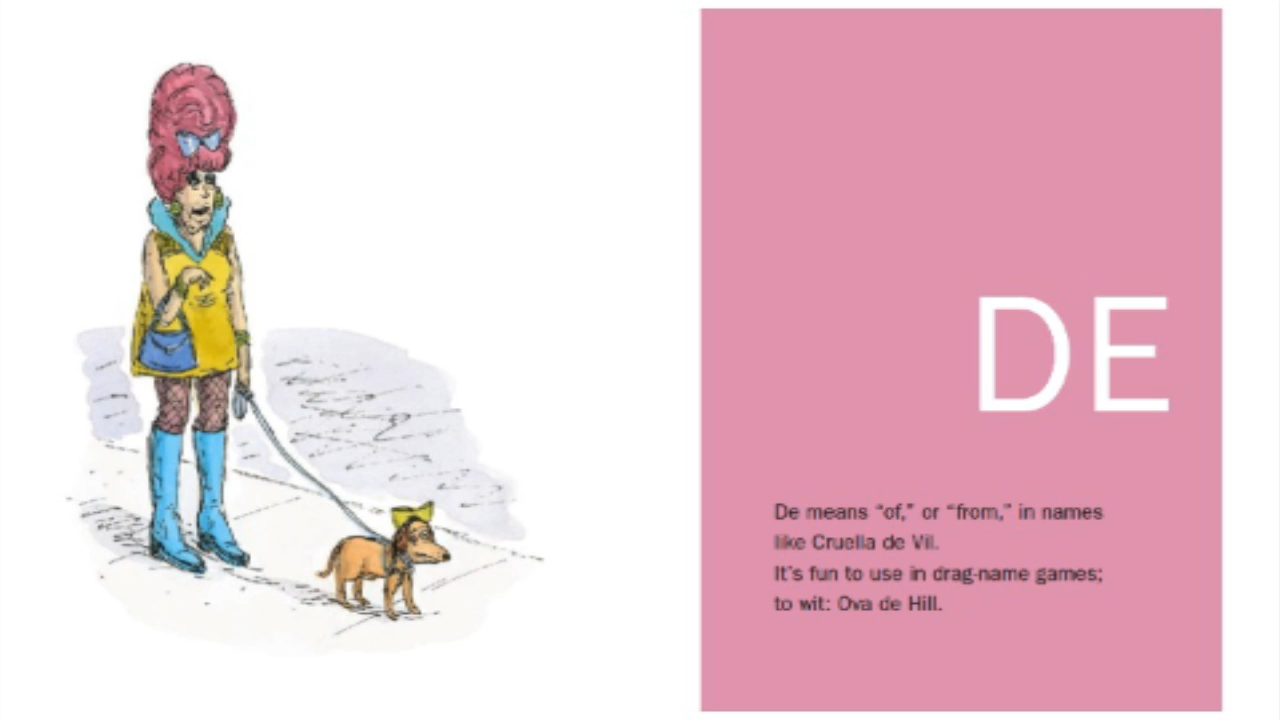 DE
De means “of,” or “from,” in names
like Cruella de Vil.
It’s fun to use in drag-name games;
to wit: Ova de Hill.